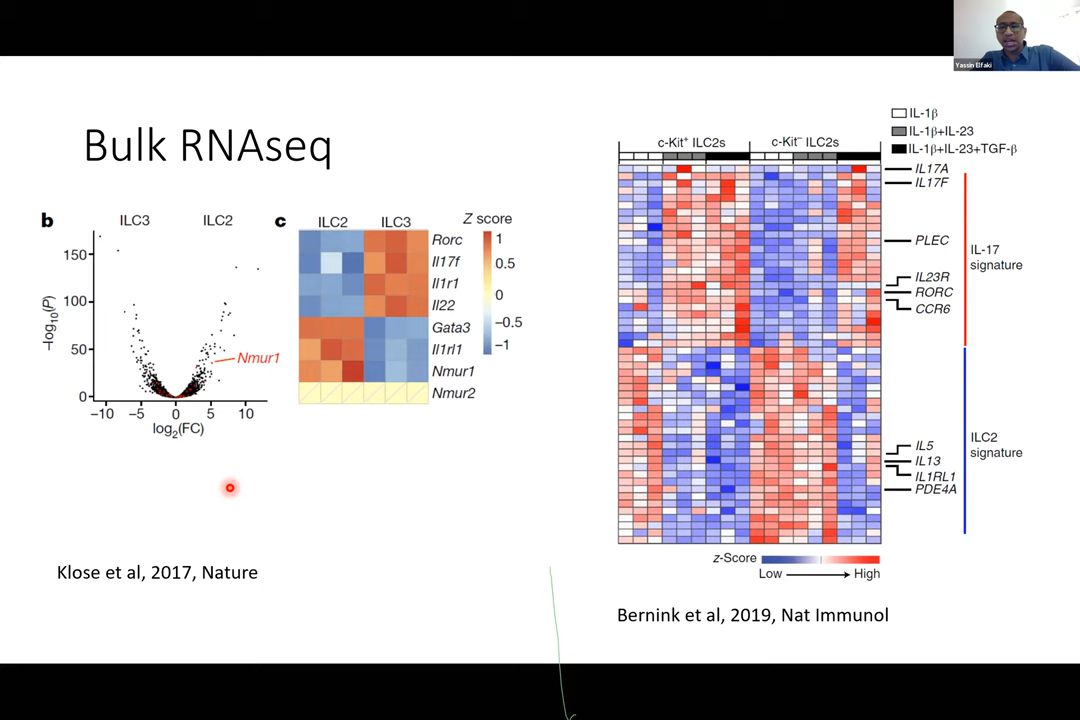 Yassin Elfaki
Bulk RNAseq
b
ILC3
ILC2
150
100
50
0
−log10(P)
−10
−5
0
5
10
log2(FC)
Nmur1
c
ILC2
ILC3
Z score
Rorc
Il17f
Il1r1
Il22
Gata3
Il1rl1
Nmur1
Nmur2
1
0.5
0
−0.5
−1
Klose et al, 2017, Nature
IL-1β
IL-1β+IL-23
IL-1β+IL-23+TGF-β
c-Kit⁺ ILC2s
c-Kit⁻ ILC2s
IL17A
IL17F
PLEC
IL23R
RORC
CCR6
IL-17
signature
IL5
IL13
IL1RL1
PDE4A
ILC2
signature
z-Score
Low
High
Bernink et al, 2019, Nat Immunol